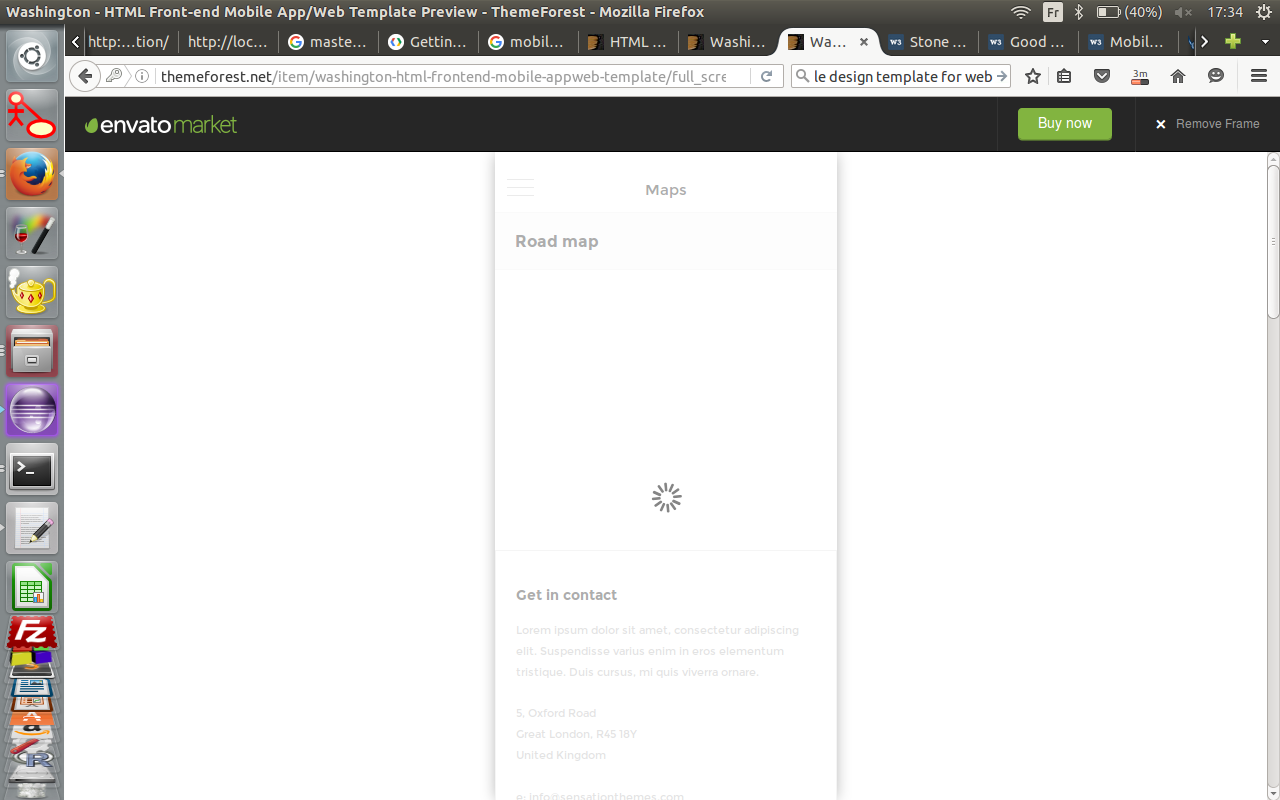 Washington - HTML Front-end Mobile App/Web Template Preview - ThemeForest - Mozilla Firefox
Fr
(40%)
17:34
http:...tion/
http://loc...
maste...
Gettin...
mobil...
HTML ...
Washi...
Wa...
W3 Stone ...
W3 Good ...
W3 Mobil...
themeforest.net/item/washington-html-frontend-mobile-appweb-template/full_scre
le design template for web
3m
envato market
Buy now
Remove Frame
Maps
Road map
Get in contact
Lorem ipsum dolor sit amet, consectetur adipiscing
elit. Suspendisse varius enim in eros elementum
tristique. Duis cursus, mi quis viverra ornare.
5, Oxford Road
Great London, R45 18Y
United Kingdom
e: info@sensationthemes.com
>_
Fz
a
R